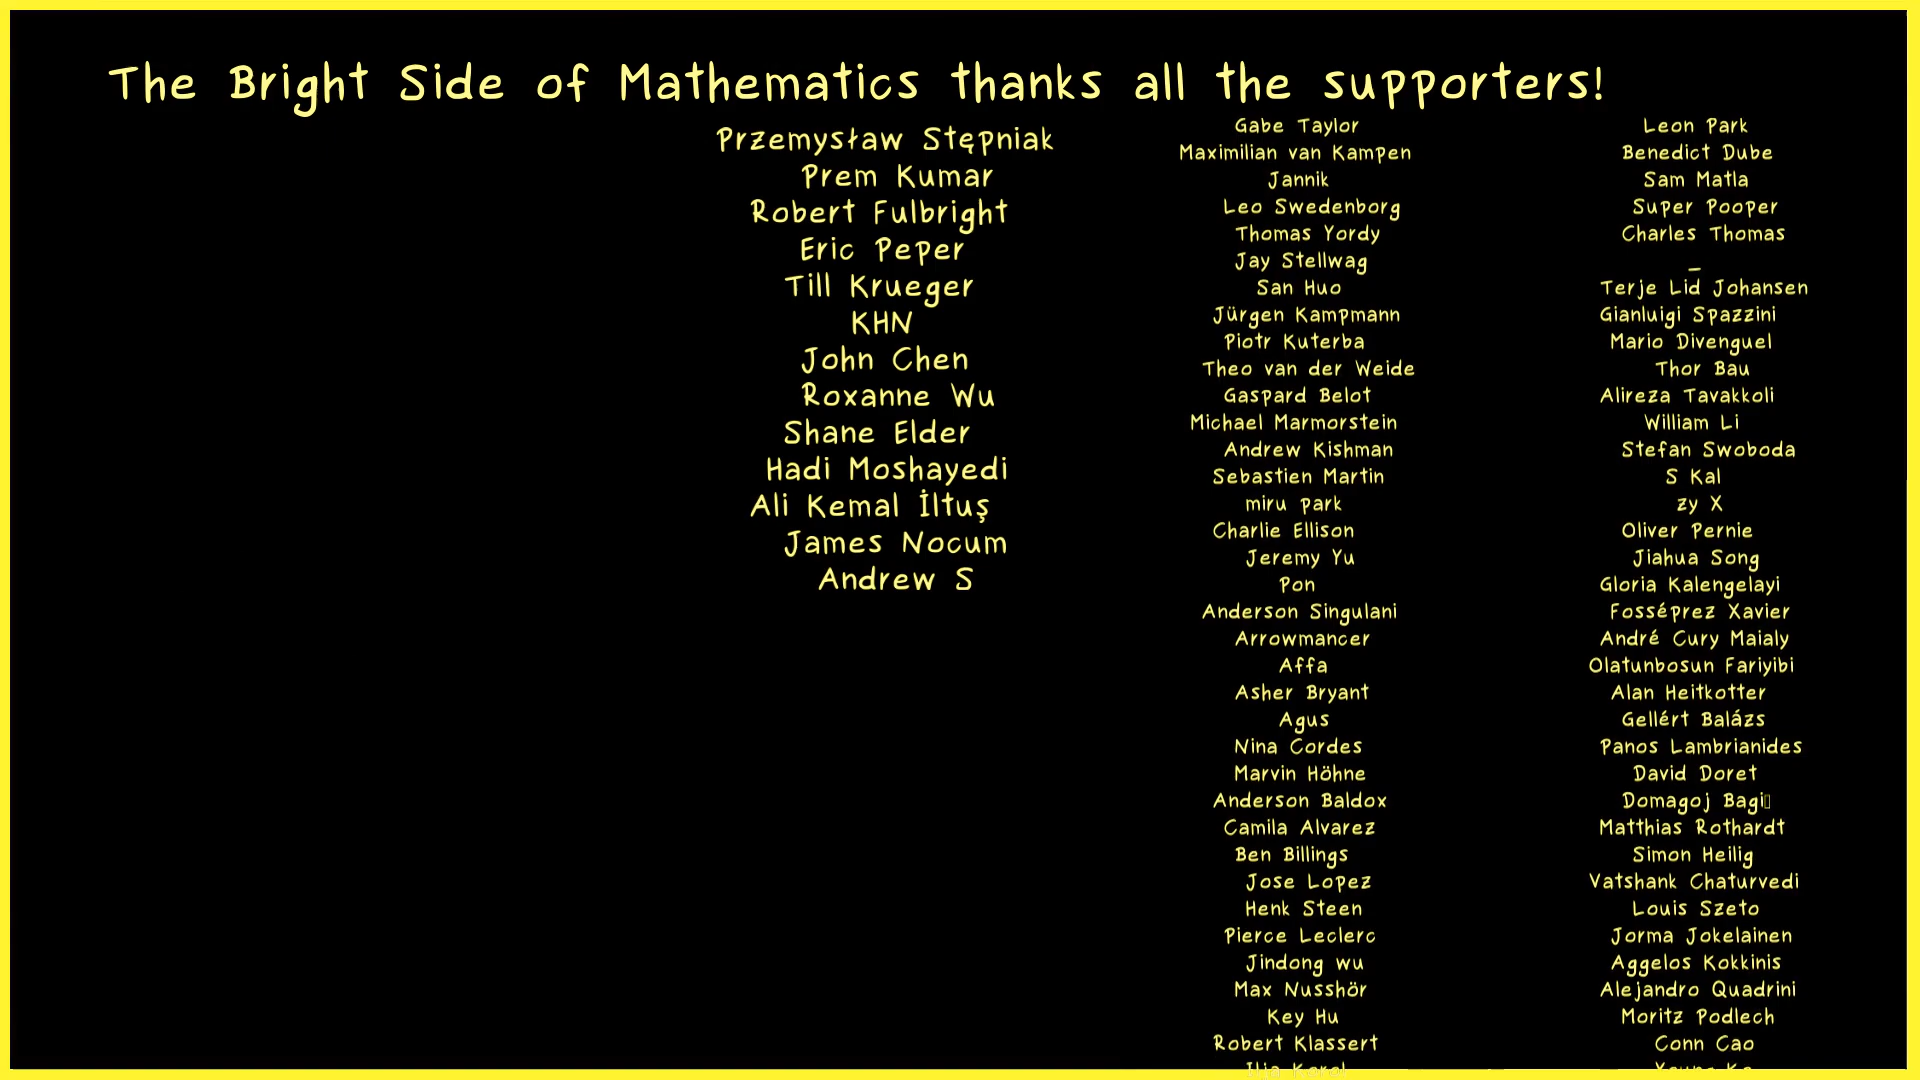 The Bright Side of Mathematics thanks all the supporters!
Przemysław Stępniak
Prem Kumar
Robert Fulbright
Eric Peper
Till Krueger
KHN
John Chen
Roxanne Wu
Shane Elder
Hadi Moshayedi
Ali Kemal İltuş
James Nocum
Andrew S
Gabe Taylor
Maximilian van Kampen
Jannik
Leo Swedenborg
Thomas Yordy
Jay Stellwag
San Huo
Jürgen Kampmann
Piotr Kuterba
Theo van der Weide
Gaspard Belot
Michael Marmorstein
Andrew Kishman
Sebastien Martin
miru park
Charlie Ellison
Jeremy Yu
Pon
Anderson Singulani
Arrowmancer
Affa
Asher Bryant
Agus
Nina Cordes
Marvin Höhne
Anderson Baldox
Camila Alvarez
Ben Billings
Jose Lopez
Henk Steen
Pierce Leclerc
Jindong wu
Max Nusshör
Key Hu
Robert Klassert
Leon Park
Benedict Dube
Sam Matla
Super Pooper
Charles Thomas
_
Terje Lid Johansen
Gianluigi Spazzini
Mario Divenguel
Thor Bau
Alireza Tavakkoli
William Li
Stefan Swoboda
S Kal
zy X
Oliver Pernie
Jiahua Song
Gloria Kalengelayi
Fosséprez Xavier
André Cury Maialy
Olatunbosun Fariyibi
Alan Heitkotter
Gellért Balázs
Panos Lambrianides
David Doret
Domagoj
Matthias Rothardt
Simon Heilig
Vatshank Chaturvedi
Louis Szeto
Jorma Jokelainen
Aggelos Kokkinis
Alejandro Quadrini
Moritz Podlech
Conn Cao